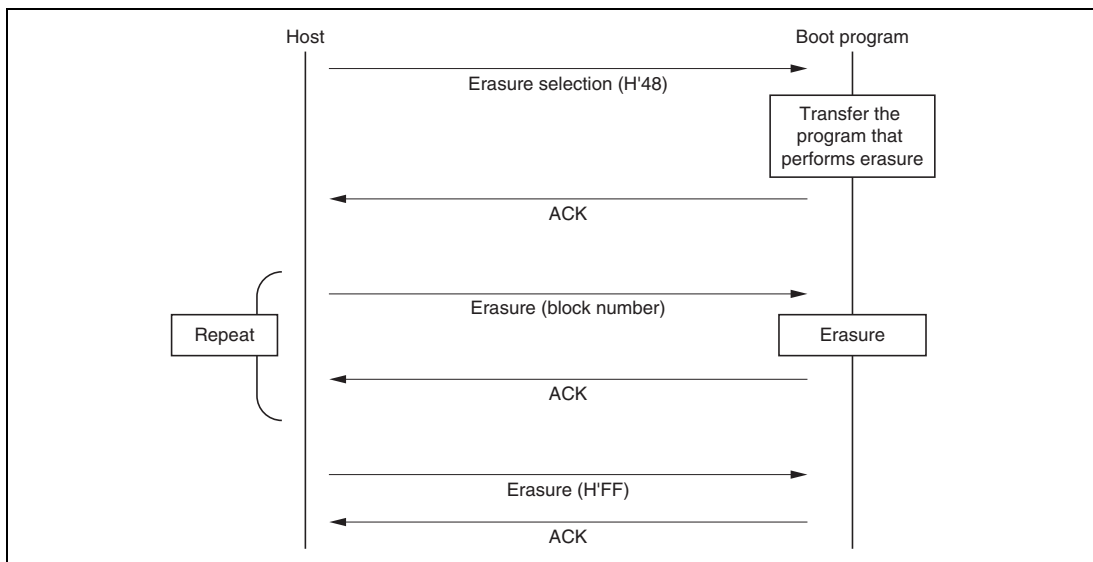 Host
Boot program
Erasure selection (H'48)
Transfer the
program that
performs erasure
ACK
Erasure (block number)
Repeat
Erasure
ACK
Erasure (H'FF)
ACK